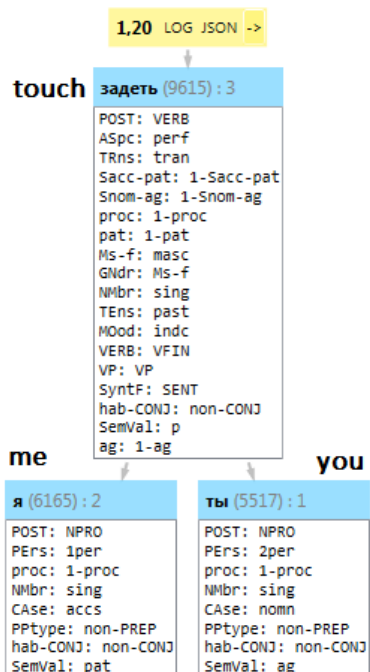 1,20 LOG JSON ->
touch
задеть (9615) : 3
POST: VERB
ASpc: perf
TRns: tran
Sacc-pat: 1-Sacc-pat
Snom-ag: 1-Snom-ag
proc: 1-proc
pat: 1-pat
Ms-f: masc
GNdr: Ms-f
NMbr: sing
TEns: past
MOod: indc
VERB: VFIN
VP: VP
SyntF: SENT
hab-CONJ: non-CONJ
SemVal: p
ag: 1-ag
me
я (6165) : 2
POST: NPRO
PErs: 1per
proc: 1-proc
NMbr: sing
CAse: accs
PPtype: non-PREP
hab-CONJ: non-CONJ
SemVal: pat
you
ты (5517) : 1
POST: NPRO
PErs: 2per
proc: 1-proc
NMbr: sing
CAse: nomn
PPtype: non-PREP
hab-CONJ: non-CONJ
SemVal: ag